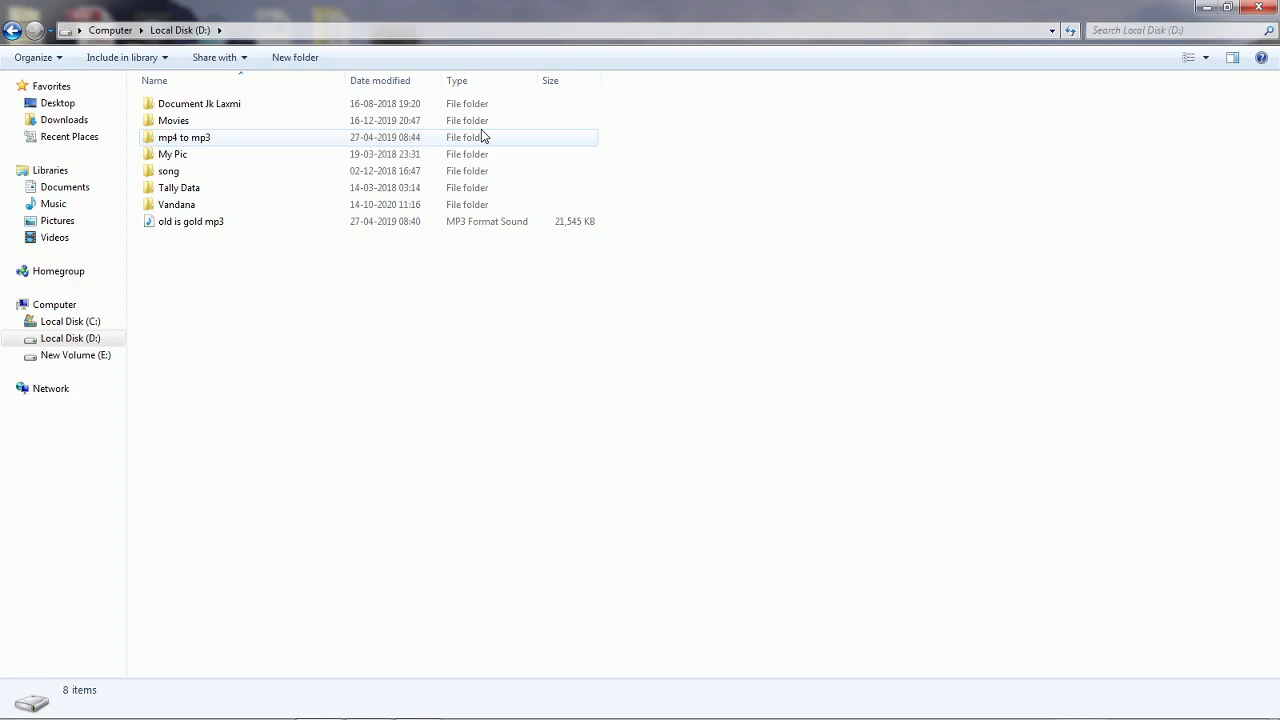 Computer Local Disk (D:) Search Local Disk (D:)
Organize Include in library Share with New folder
Favorites
Desktop
Downloads
Recent Places
Libraries
Documents
Music
Pictures
Videos
Homegroup
Computer
Local Disk (C:)
Local Disk (D:)
New Volume (E:)
Network
Name Date modified Type Size
Document Jk Laxmi 16-08-2018 19:20 File folder
Movies 16-12-2019 20:47 File folder
mp4 to mp3 27-04-2019 08:44 File folder
My Pic 19-03-2018 23:31 File folder
song 02-12-2018 16:47 File folder
Tally Data 14-03-2018 03:14 File folder
Vandana 14-10-2020 11:16 File folder
old is gold mp3 27-04-2019 08:40 MP3 Format Sound 21,545 KB
8 items